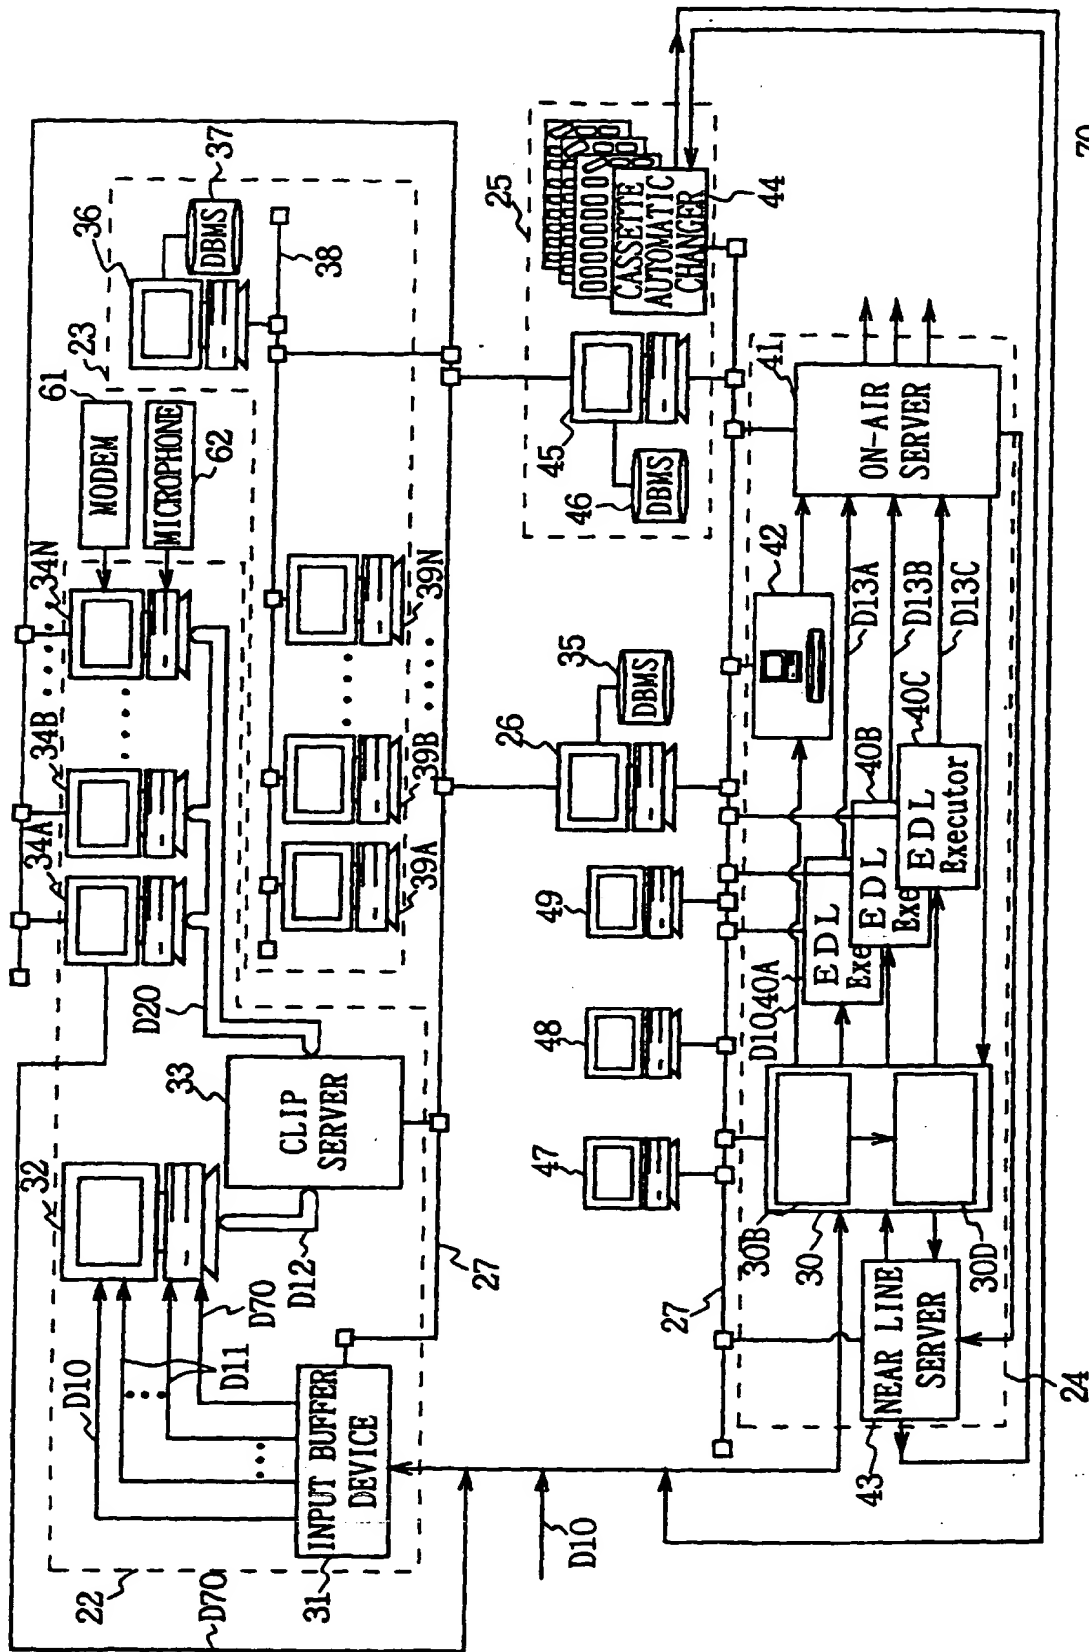 22
D70
31
INPUT BUFFER
DEVICE
D10
D11
D70
32
D12
33
CLIP
SERVER
D20
27
34A
34B
34N
61
MODEM
MICROPHONE
62
23
36
DBMS
37
38
39A
39B
39N
D10
47
48
49
26
DBMS
35
45
46
DBMS
25
CASSETTE
AUTOMATIC
CHANGER
44
27
43
NEAR LINE
SERVER
30B
30
30D
D10
40A
EDL
Exe
40B
EDL
Exe
40C
EDL
Executor
42
D13A
D13B
D13C
41
ON-AIR
SERVER
24
70